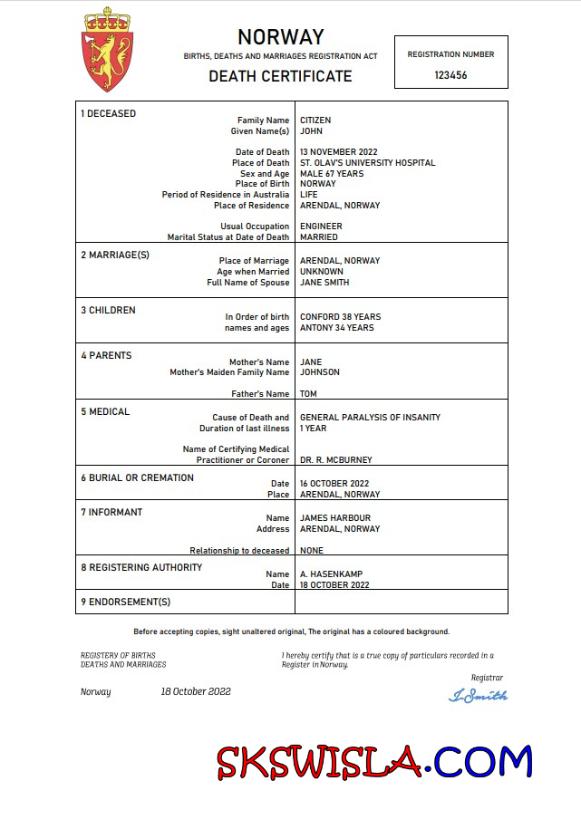 NORWAY
BIRTHS, DEATHS AND MARRIAGES REGISTRATION ACT
DEATH CERTIFICATE
REGISTRATION NUMBER
123456
1 DECEASED
Family Name CITIZEN
Given Name(s) JOHN
Date of Death 13 NOVEMBER 2022
Place of Death ST. OLAV'S UNIVERSITY HOSPITAL
Sex and Age MALE 67 YEARS
Place of Birth NORWAY
Period of Residence in Australia LIFE
Place of Residence ARENDAL, NORWAY
Usual Occupation ENGINEER
Marital Status at Date of Death MARRIED
2 MARRIAGE(S)
Place of Marriage ARENDAL, NORWAY
Age when Married UNKNOWN
Full Name of Spouse JANE SMITH
3 CHILDREN
In Order of birth CONFORD 38 YEARS
names and ages ANTONY 34 YEARS
4 PARENTS
Mother's Name JANE
Mother's Maiden Family Name JOHNSON
Father's Name TOM
5 MEDICAL
Cause of Death and GENERAL PARALYSIS OF INSANITY
Duration of last illness 1 YEAR
Name of Certifying Medical
Practitioner or Coroner DR. R. MCBURNEY
6 BURIAL OR CREMATION
Date 16 OCTOBER 2022
Place ARENDAL, NORWAY
7 INFORMANT
Name JAMES HARBOUR
Address ARENDAL, NORWAY
Relationship to deceased NONE
8 REGISTERING AUTHORITY
Name A. HASENKAMP
Date 18 OCTOBER 2022
9 ENDORSEMENT(S)
Before accepting copies, sight unaltered original, The original has a coloured background.
REGISTERY OF BIRTHS
DEATHS AND MARRIAGES
I hereby certify that is a true copy of particulars recorded in a
Register in Norway.
Registrar
Norway 18 October 2022
I-Smith
SKSWISLA.COM